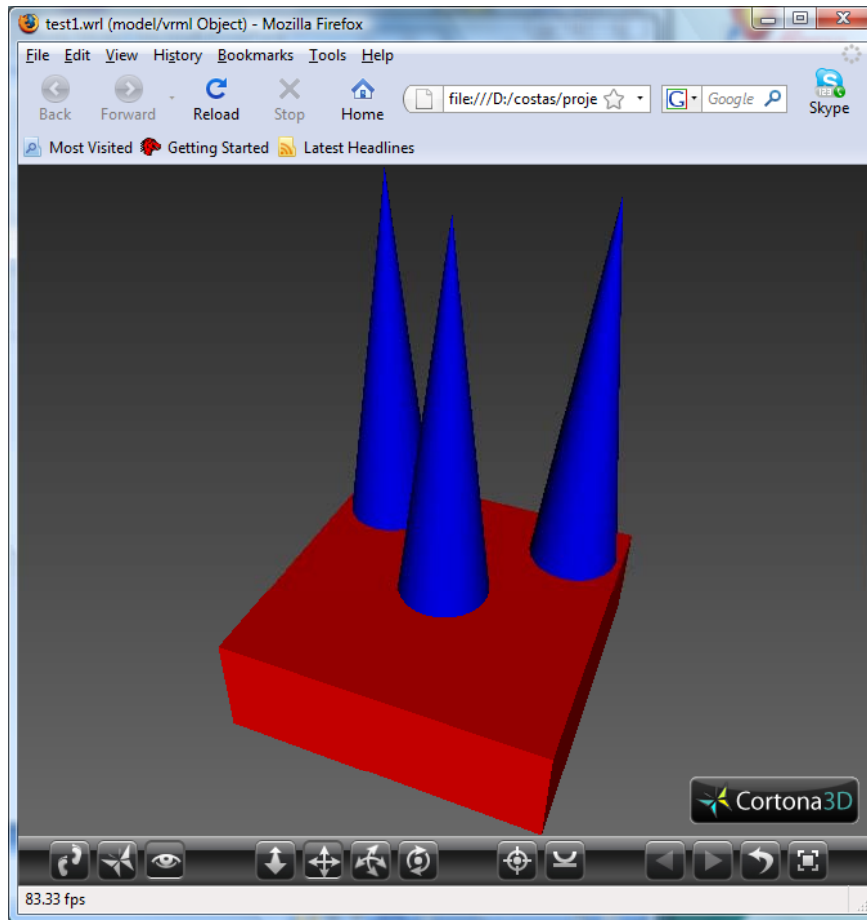 test1.wrl (model/vrml Object) - Mozilla Firefox
File Edit View History Bookmarks Tools Help
Back Forward Reload Stop Home file:///D:/costas/proje G Google Skype
Most Visited Getting Started Latest Headlines
Cortona3D
83.33 fps